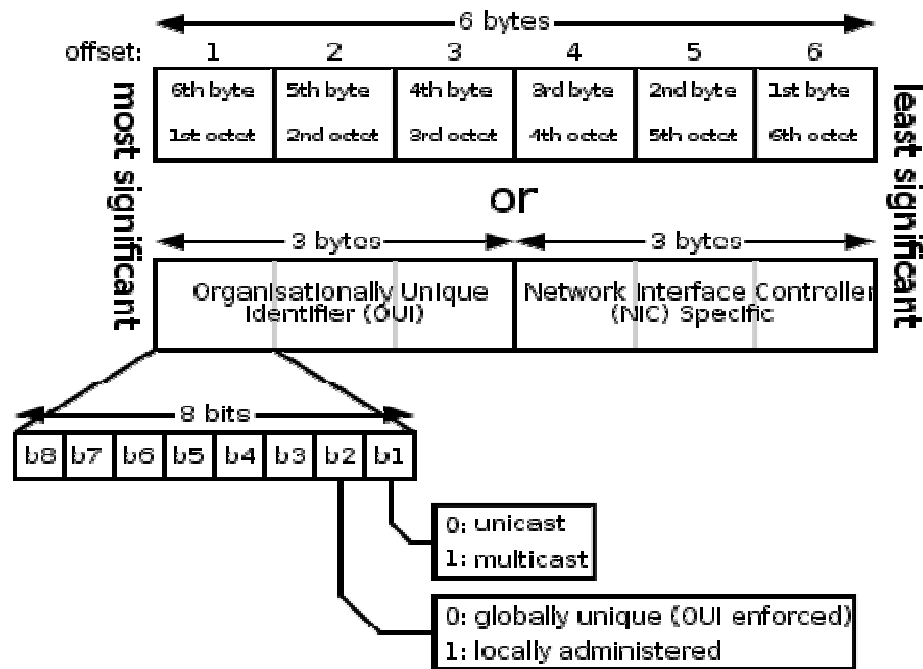 6 bytes
offset: 1 2 3 4 5 6
6th byte 5th byte 4th byte 3rd byte 2nd byte 1st byte
1st octet 2nd octet 3rd octet 4th octet 5th octet 6th octet
most significant
least significant
or
3 bytes 3 bytes
Organisationally Unique
Identifier (OUI)
Network Interface Controller
(NIC) Specific
8 bits
b8 b7 b6 b5 b4 b3 b2 b1
0: unicast
1: multicast
0: globally unique (OUI enforced)
1: locally administered